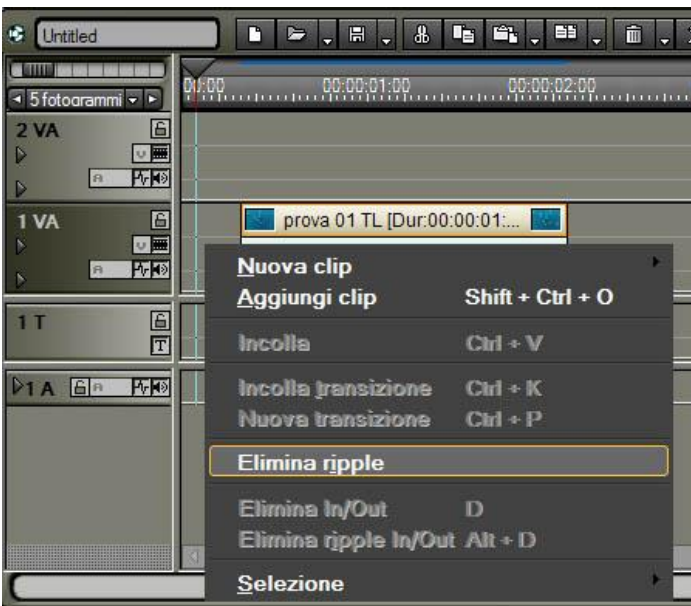 Untitled
5 fotogrammi
00:00 00:00:01:00 00:00:02:00
2 VA
V
A
1 VA
prova 01 TL [Dur:00:00:01:...
V
A
1 T
T
1 A A
Nuova clip
Aggiungi clip Shift + Ctrl + O
Incolla Ctrl + V
Incolla transizione Ctrl + K
Nuova transizione Ctrl + P
Elimina ripple
Elimina In/Out D
Elimina ripple In/Out Alt + D
Selezione